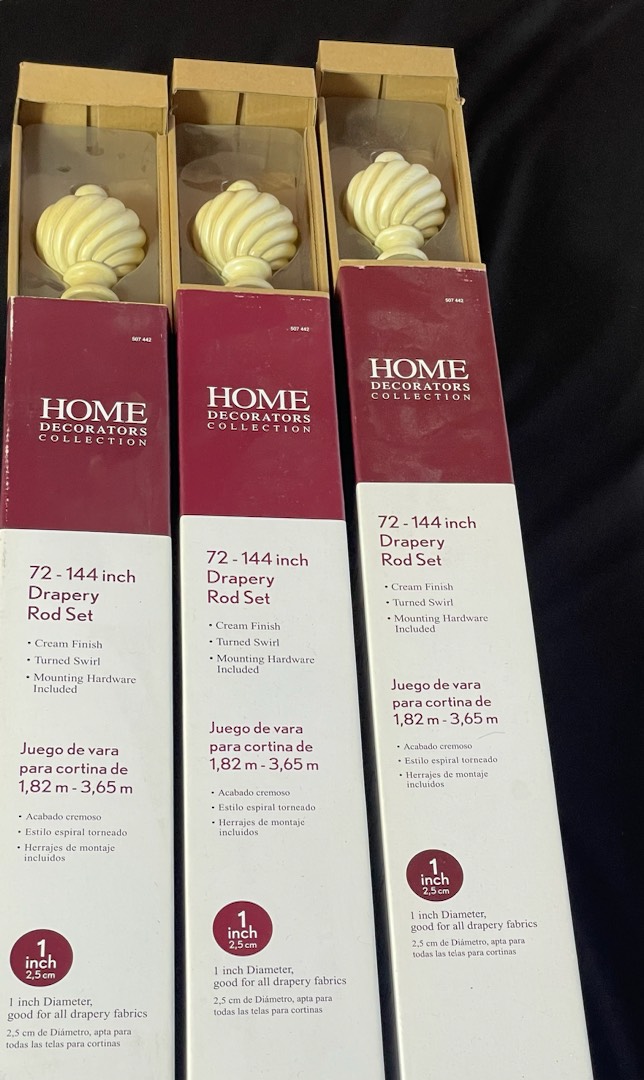 507 442
HOME
DECORATORS
COLLECTION
72 - 144 inch
Drapery
Rod Set
• Cream Finish
• Turned Swirl
• Mounting Hardware
Included
Juego de vara
para cortina de
1,82 m - 3,65 m
• Acabado cremoso
• Estilo espiral torneado
• Herrajes de montaje
incluidos
1
inch
2,5 cm
1 inch Diameter,
good for all drapery fabrics
2,5 cm de Diámetro, apta para
todas las telas para cortinas
507 442
HOME
DECORATORS
COLLECTION
72 - 144 inch
Drapery
Rod Set
• Cream Finish
• Turned Swirl
• Mounting Hardware
Included
Juego de vara
para cortina de
1,82 m - 3,65 m
• Acabado cremoso
• Estilo espiral torneado
• Herrajes de montaje
incluidos
1
inch
2,5 cm
1 inch Diameter,
good for all drapery fabrics
2,5 cm de Diámetro, apta para
todas las telas para cortinas
507 442
HOME
DECORATORS
COLLECTION
72 - 144 inch
Drapery
Rod Set
• Cream Finish
• Turned Swirl
• Mounting Hardware
Included
Juego de vara
para cortina de
1,82 m - 3,65 m
• Acabado cremoso
• Estilo espiral torneado
• Herrajes de montaje
incluidos
1
inch
2,5 cm
1 inch Diameter,
good for all drapery fabrics
2,5 cm de Diámetro, apta para
todas las telas para cortinas